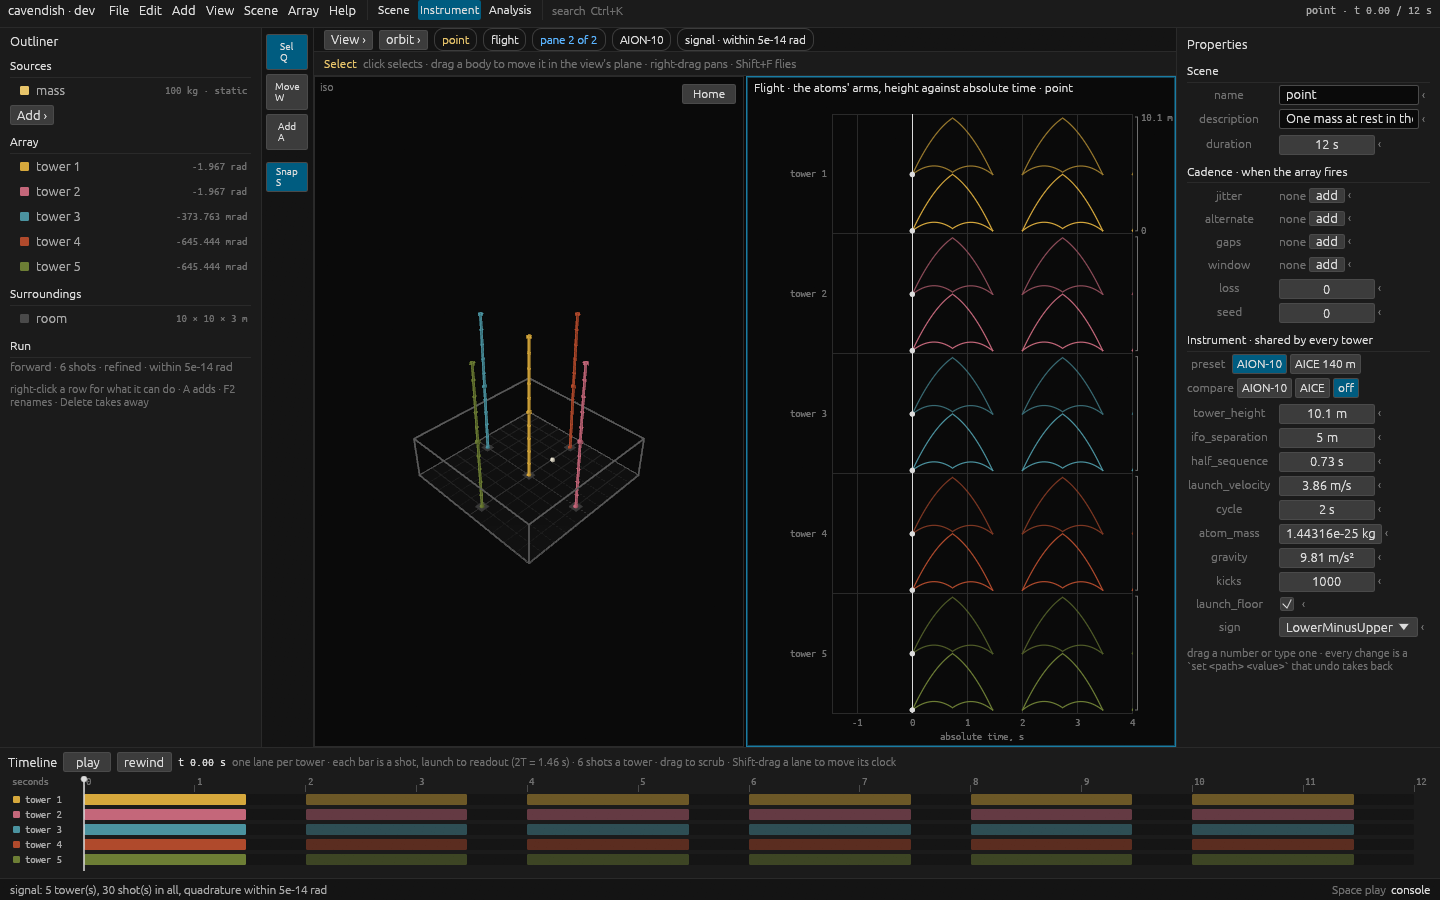 cavendish · dev File Edit Add View Scene Array Help Scene Instrument Analysis search Ctrl+K point · t 0.00 / 12 s
Outliner
Sources
mass 100 kg · static
Add ›
Array
tower 1 -1.967 rad
tower 2 -1.967 rad
tower 3 -373.763 mrad
tower 4 -645.444 mrad
tower 5 -645.444 mrad
Surroundings
room 10 × 10 × 3 m
Run
forward · 6 shots · refined · within 5e-14 rad
right-click a row for what it can do · A adds · F2
renames · Delete takes away
Sel
Q
Move
W
Add
A
Snap
S
View › orbit › point flight pane 2 of 2 AION-10 signal · within 5e-14 rad
Select click selects · drag a body to move it in the view's plane · right-drag pans · Shift+F flies
iso
Home
Flight · the atoms' arms, height against absolute time · point
10.1 m
tower 1
0
tower 2
tower 3
tower 4
tower 5
-1 0 1 2 3 4
absolute time, s
Properties
Scene
name point
description One mass at rest in the
duration 12 s
Cadence · when the array fires
jitter none add
alternate none add
gaps none add
window none add
loss 0
seed 0
Instrument · shared by every tower
preset AION-10 AICE 140 m
compare AION-10 AICE off
tower_height 10.1 m
ifo_separation 5 m
half_sequence 0.73 s
launch_velocity 3.86 m/s
cycle 2 s
atom_mass 1.44316e-25 kg
gravity 9.81 m/s²
kicks 1000
launch_floor
sign LowerMinusUpper
drag a number or type one · every change is a
`set <path> <value>` that undo takes back
Timeline play rewind t 0.00 s one lane per tower · each bar is a shot, launch to readout (2T = 1.46 s) · 6 shots a tower · drag to scrub · Shift-drag a lane to move its clock
seconds 0 1 2 3 4 5 6 7 8 9 10 11 12
tower 1
tower 2
tower 3
tower 4
tower 5
signal: 5 tower(s), 30 shot(s) in all, quadrature within 5e-14 rad Space play console